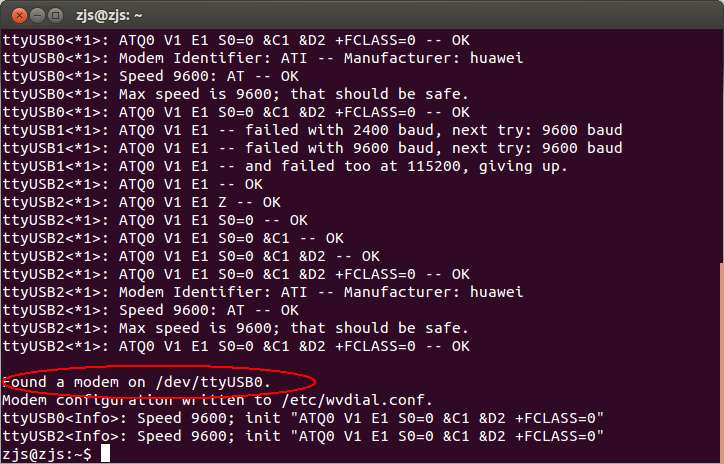 zjs@zjs: ~
ttyUSB0<*1>: ATQ0 V1 E1 S0=0 &C1 &D2 +FCLASS=0 -- OK
ttyUSB0<*1>: Modem Identifier: ATI -- Manufacturer: huawei
ttyUSB0<*1>: Speed 9600: AT -- OK
ttyUSB0<*1>: Max speed is 9600; that should be safe.
ttyUSB0<*1>: ATQ0 V1 E1 S0=0 &C1 &D2 +FCLASS=0 -- OK
ttyUSB1<*1>: ATQ0 V1 E1 -- failed with 2400 baud, next try: 9600 baud
ttyUSB1<*1>: ATQ0 V1 E1 -- failed with 9600 baud, next try: 9600 baud
ttyUSB1<*1>: ATQ0 V1 E1 -- and failed too at 115200, giving up.
ttyUSB2<*1>: ATQ0 V1 E1 -- OK
ttyUSB2<*1>: ATQ0 V1 E1 Z -- OK
ttyUSB2<*1>: ATQ0 V1 E1 S0=0 -- OK
ttyUSB2<*1>: ATQ0 V1 E1 S0=0 &C1 -- OK
ttyUSB2<*1>: ATQ0 V1 E1 S0=0 &C1 &D2 -- OK
ttyUSB2<*1>: ATQ0 V1 E1 S0=0 &C1 &D2 +FCLASS=0 -- OK
ttyUSB2<*1>: Modem Identifier: ATI -- Manufacturer: huawei
ttyUSB2<*1>: Speed 9600: AT -- OK
ttyUSB2<*1>: Max speed is 9600; that should be safe.
ttyUSB2<*1>: ATQ0 V1 E1 S0=0 &C1 &D2 +FCLASS=0 -- OK
Found a modem on /dev/ttyUSB0.
Modem configuration written to /etc/wvdial.conf.
ttyUSB0<Info>: Speed 9600; init "ATQ0 V1 E1 S0=0 &C1 &D2 +FCLASS=0"
ttyUSB2<Info>: Speed 9600; init "ATQ0 V1 E1 S0=0 &C1 &D2 +FCLASS=0"
zjs@zjs:~$